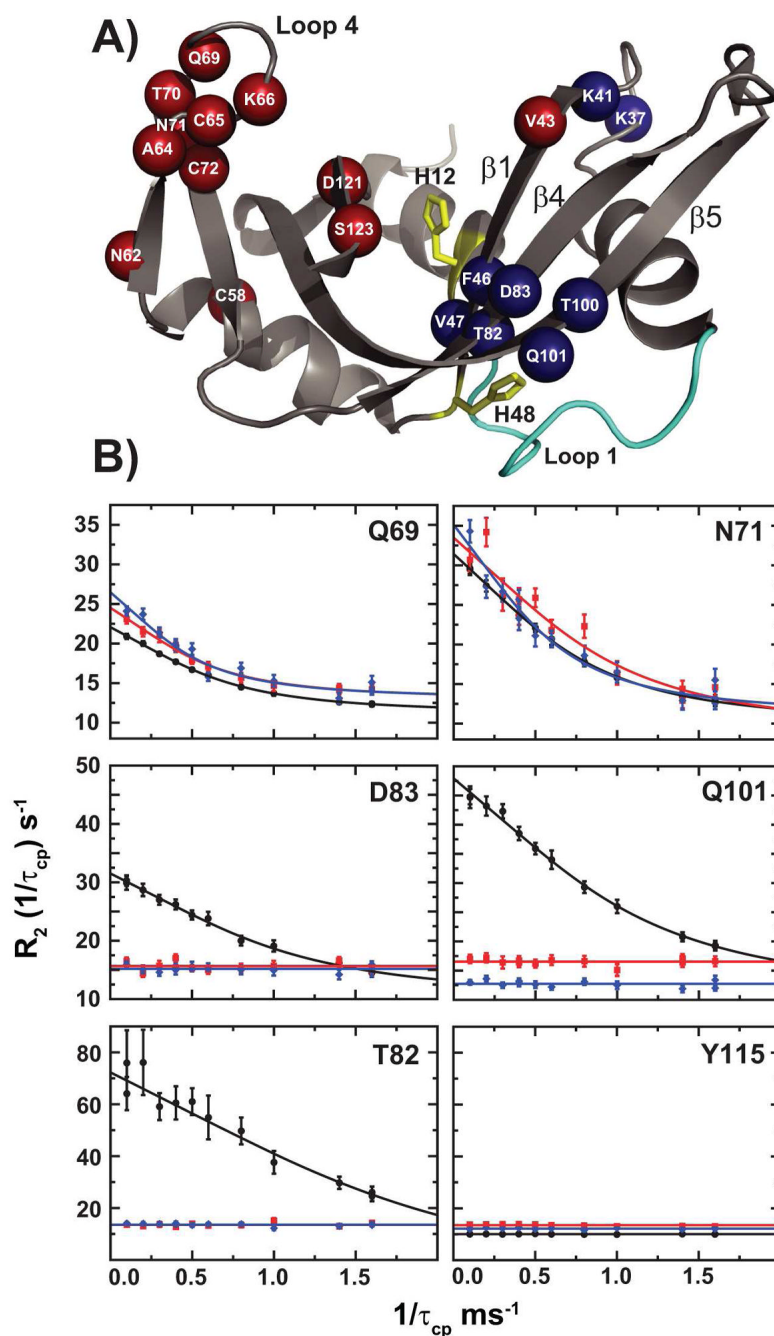 A)
Loop 4
Q69
T70
K66
N71
C65
A64
C72
K41
V43
K37
D121
H12
β1
S123
β4
β5
N62
F46
D83
C58
T100
V47
T82
Q101
H48
Loop 1
B)
Q69
N71
35
30
25
20
15
10
D83
Q101
50
40
30
20
10
T82
Y115
80
60
40
20
0.0 0.5 1.0 1.5 0.0 0.5 1.0 1.5
R₂ (1/τcp) s⁻¹
1/τcp ms⁻¹